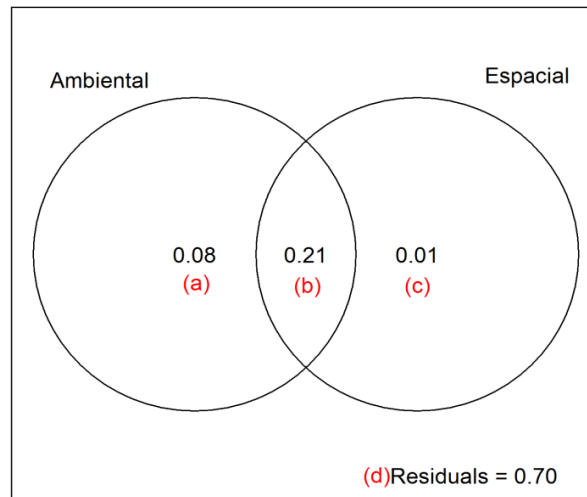 Ambiental
Espacial
0.08
0.21
0.01
(a)
(b)
(c)
(d)Residuals = 0.70